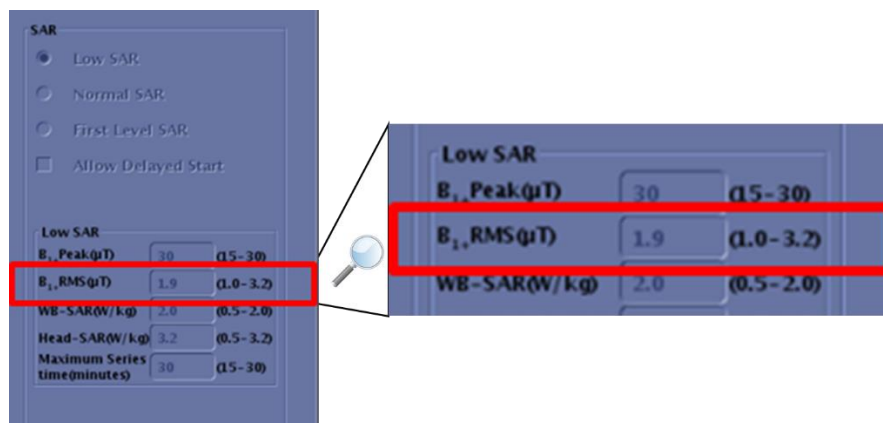 SAR
Low SAR
Normal SAR
First Level SAR
Allow Delayed Start
Low SAR
B1+Peak(μT) 30 (15-30)
B1+RMS(μT) 1.9 (1.0-3.2)
WB-SAR(W/kg) 2.0 (0.5-2.0)
Head-SAR(W/kg) 3.2 (0.5-3.2)
Maximum Series
time(minutes) 30 (15-30)
Low SAR
B1+Peak(μT) 30 (15-30)
B1+RMS(μT) 1.9 (1.0-3.2)
WB-SAR(W/kg) 2.0 (0.5-2.0)